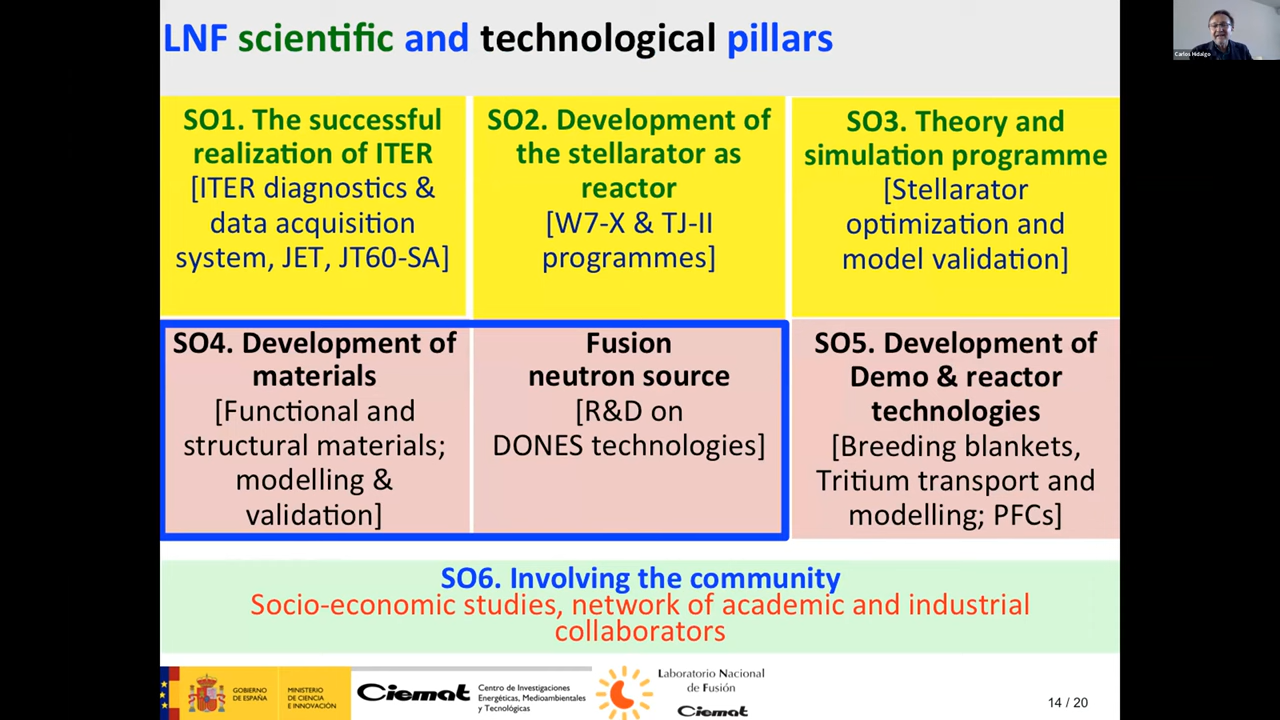 LNF scientific and technological pillars
Carlos Hidalgo
SO1. The successful
realization of ITER
[ITER diagnostics &
data acquisition
system, JET, JT60-SA]
SO2. Development of
the stellarator as
reactor
[W7-X & TJ-II
programmes]
SO3. Theory and
simulation programme
[Stellarator
optimization and
model validation]
SO4. Development of
materials
[Functional and
structural materials;
modelling &
validation]
Fusion
neutron source
[R&D on
DONES technologies]
SO5. Development of
Demo & reactor
technologies
[Breeding blankets,
Tritium transport and
modelling; PFCs]
SO6. Involving the community
Socio-economic studies, network of academic and industrial
collaborators
GOBIERNO
DE ESPAÑA
MINISTERIO
DE CIENCIA
E INNOVACIÓN
Ciemat
Centro de Investigaciones
Energéticas, Medioambientales
y Tecnológicas
Laboratorio Nacional
de Fusión
Ciemat
14 / 20